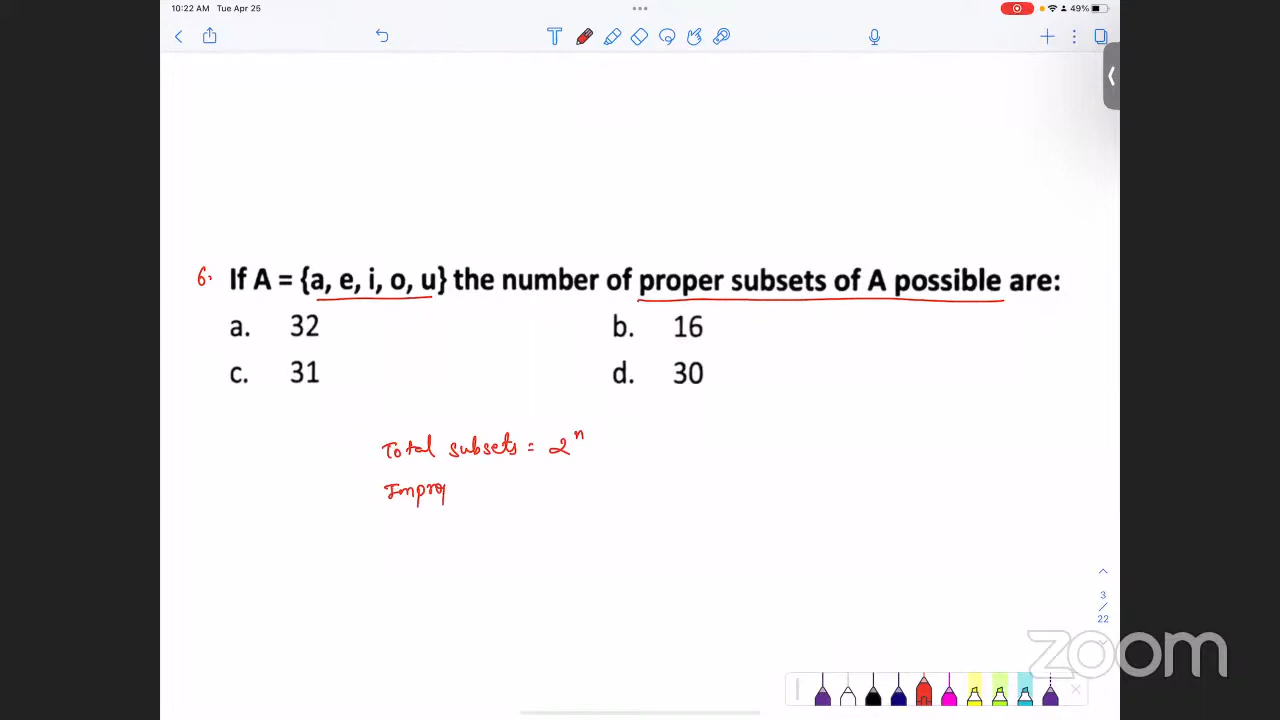 10:22 AM Tue Apr 25
49%
6. If A = {a, e, i, o, u} the number of proper subsets of A possible are:
a. 32 b. 16
c. 31 d. 30
Total subsets = 2ⁿ
Improp
3
/
22
zoom